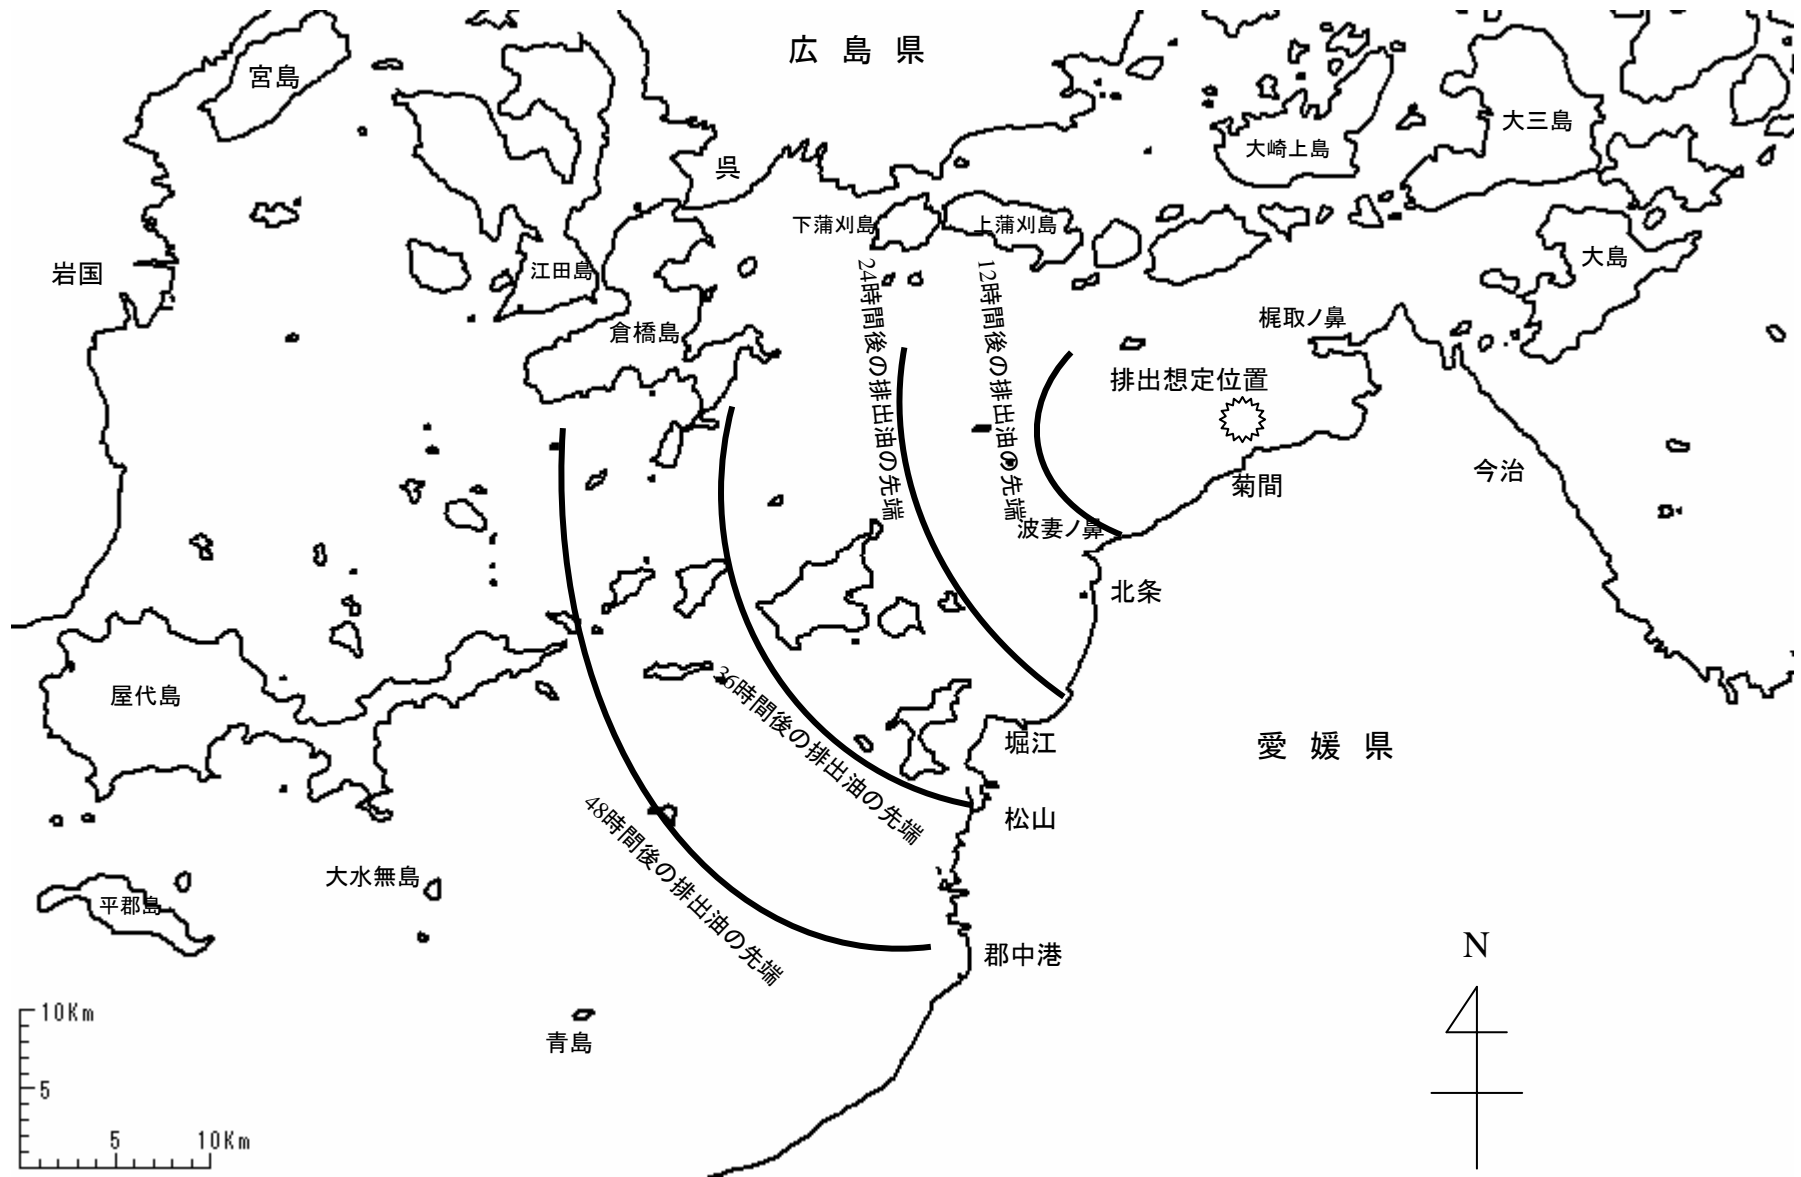 広島県
宮島
大三島
大崎上島
呉
下蒲刈島
上蒲刈島
大島
岩国
江田島
倉橋島
梶取ノ鼻
24時間後の排出油の先端
12時間後の排出油の先端
排出想定位置
今治
菊間
波妻ノ鼻
北条
屋代島
36時間後の排出油の先端
堀江
愛媛県
松山
48時間後の排出油の先端
大水無島
平郡島
郡中港
N
青島
10Km
5
5
10Km